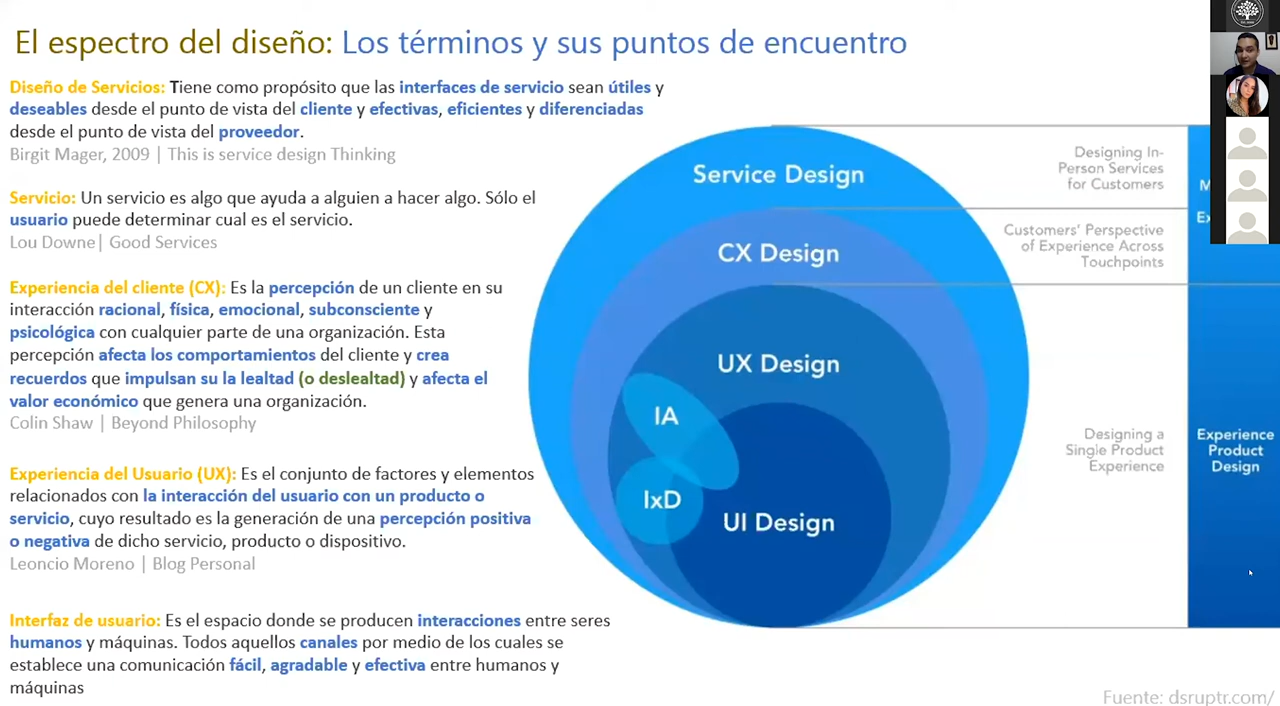 El espectro del diseño: Los términos y sus puntos de encuentro
Diseño de Servicios: Tiene como propósito que las interfaces de servicio sean útiles y
deseables desde el punto de vista del cliente y efectivas, eficientes y diferenciadas
desde el punto de vista del proveedor.
Birgit Mager, 2009 | This is service design Thinking
Servicio: Un servicio es algo que ayuda a alguien a hacer algo. Sólo el
usuario puede determinar cual es el servicio.
Lou Downe| Good Services
Experiencia del cliente (CX): Es la percepción de un cliente en su
interacción racional, física, emocional, subconsciente y
psicológica con cualquier parte de una organización. Esta
percepción afecta los comportamientos del cliente y crea
recuerdos que impulsan su la lealtad (o deslealtad) y afecta el
valor económico que genera una organización.
Colin Shaw | Beyond Philosophy
Experiencia del Usuario (UX): Es el conjunto de factores y elementos
relacionados con la interacción del usuario con un producto o
servicio, cuyo resultado es la generación de una percepción positiva
o negativa de dicho servicio, producto o dispositivo.
Leoncio Moreno | Blog Personal
Interfaz de usuario: Es el espacio donde se producen interacciones entre seres
humanos y máquinas. Todos aquellos canales por medio de los cuales se
establece una comunicación fácil, agradable y efectiva entre humanos y
máquinas
Service Design
CX Design
UX Design
IA
IxD
UI Design
Designing In-
Person Services
for Customers
Customers' Perspective
of Experience Across
Touchpoints
Designing a
Single Product
Experience
Experience
Product
Design
Fuente: dsruptr.com/